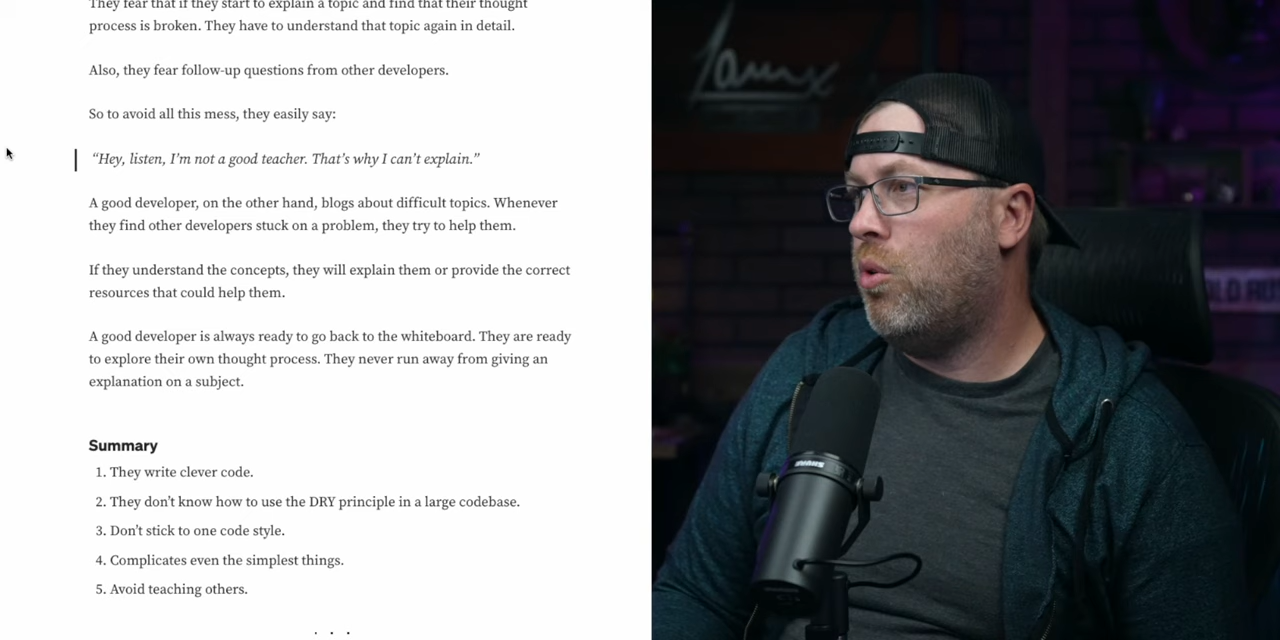 They fear that if they start to explain a topic and find that their thought
process is broken. They have to understand that topic again in detail.
Also, they fear follow-up questions from other developers.
So to avoid all this mess, they easily say:
“Hey, listen, I’m not a good teacher. That’s why I can’t explain.”
A good developer, on the other hand, blogs about difficult topics. Whenever
they find other developers stuck on a problem, they try to help them.
If they understand the concepts, they will explain them or provide the correct
resources that could help them.
A good developer is always ready to go back to the whiteboard. They are ready
to explore their own thought process. They never run away from giving an
explanation on a subject.
Summary
1. They write clever code.
2. They don’t know how to use the DRY principle in a large codebase.
3. Don’t stick to one code style.
4. Complicates even the simplest things.
5. Avoid teaching others.
SHURE